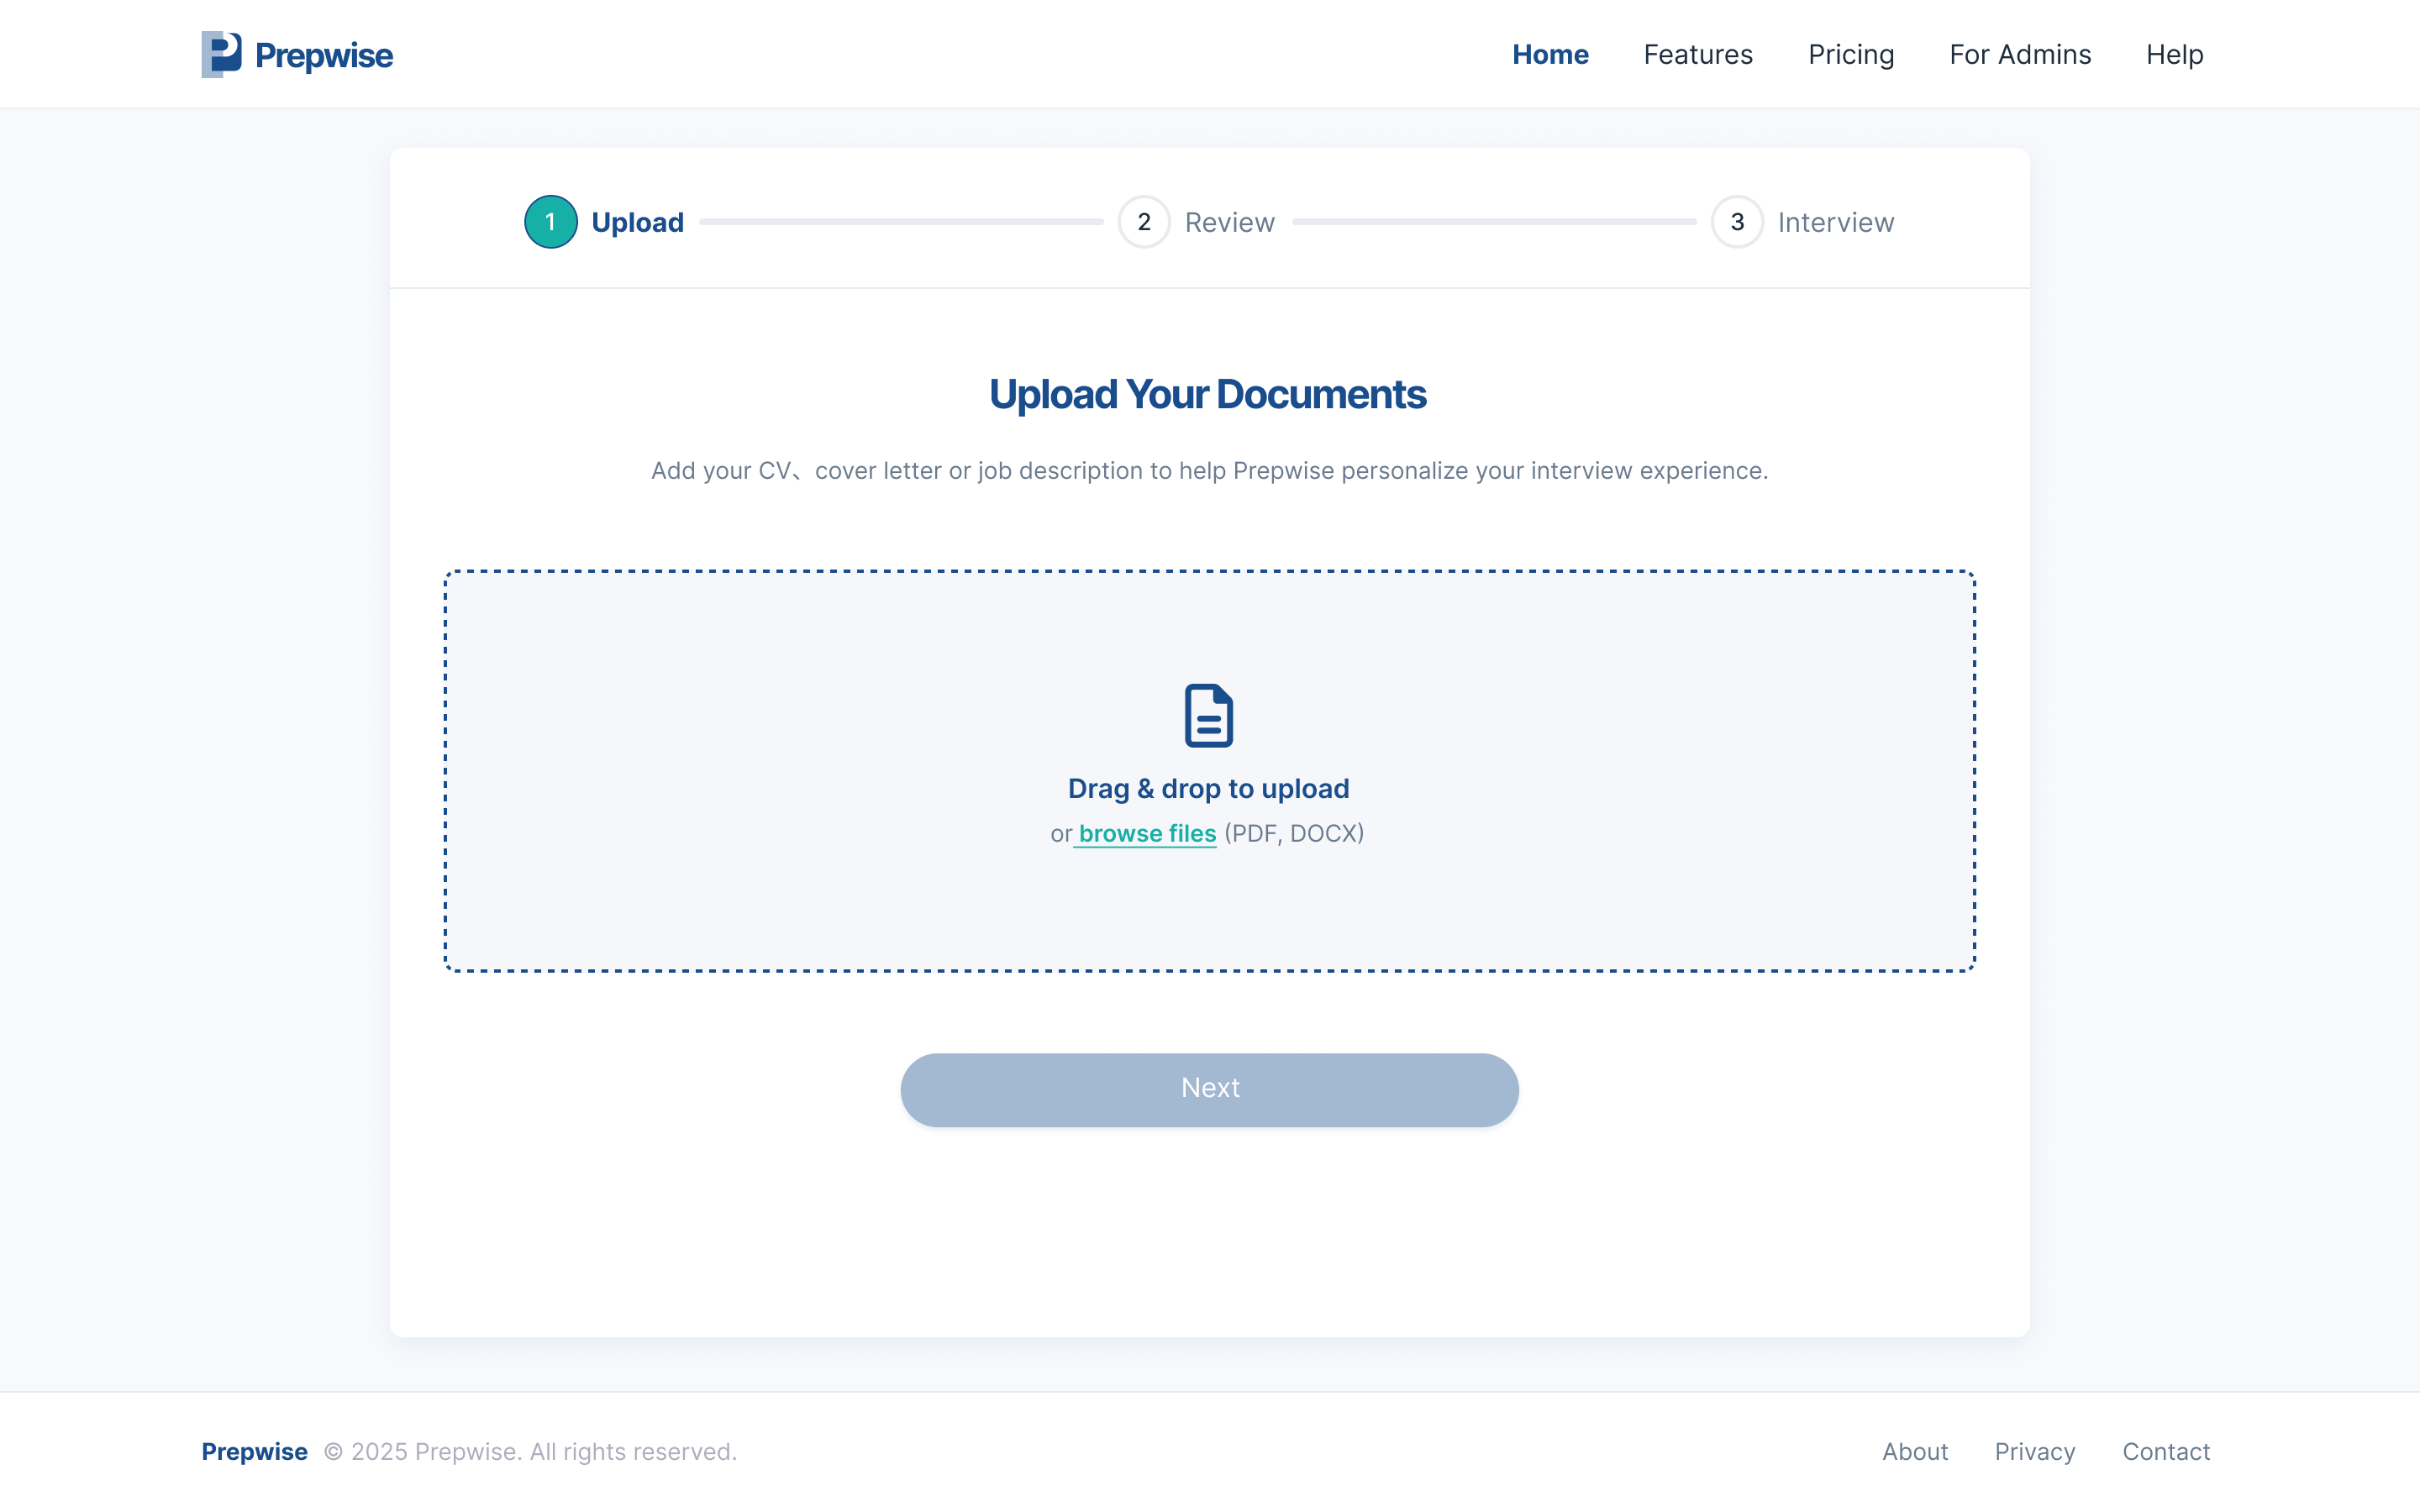 Prepwise
Home Features Pricing For Admins Help
1 Upload 2 Review 3 Interview
Upload Your Documents
Add your CV、cover letter or job description to help Prepwise personalize your interview experience.
Drag & drop to upload
or browse files (PDF, DOCX)
Next
Prepwise © 2025 Prepwise. All rights reserved. About Privacy Contact